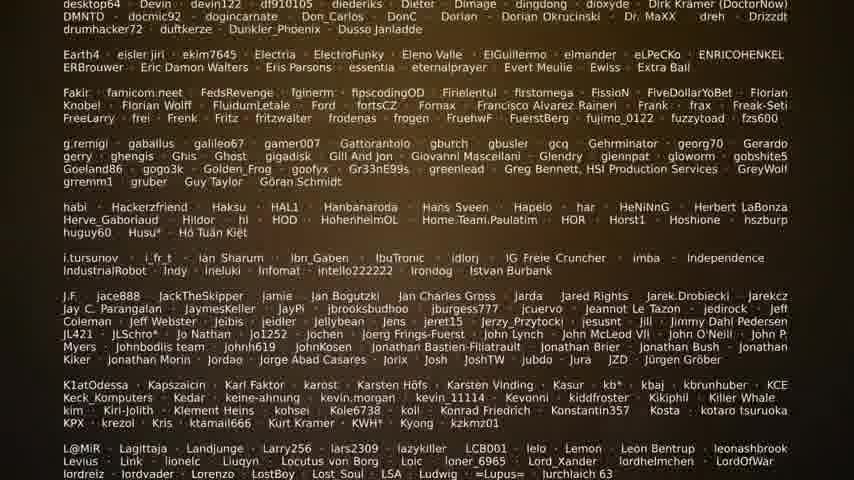 desktop64 · Devin · devin122 · df910105 · diederiks · Dieter · Dimage · dingdong · dioxyde · Dirk Krämer (DoctorNow)
DMNTD · docmic92 · dogincarnate · Don_Carlos · DonC · Dorian · Dorian Okrucinski · Dr. MaXX · dreh · Drizzdt
drumhacker72 · duftkerze · Dunkler_Phoenix · Dusso Janladde
Earth4 · eisler jiri · ekim7645 · Electria · ElectroFunky · Eleno Valle · ElGuillermo · elmander · eLPeCKo · ENRICOHENKEL
ERBrouwer · Eric Damon Walters · Eris Parsons · essentia · eternalprayer · Evert Meulie · Ewiss · Extra Ball
Fakir · famicom.neet · FedsRevenge · fginerm · fipscodingOD · Firielentul · firstomega · FissioN · FiveDollarYoBet · Florian
Knobel · Florian Wolff · FluidumLetale · Ford · fortsCZ · Fornax · Francisco Alvarez Raineri · Frank · frax · Freak-Seti
FreeLarry · frei · Frenk · Fritz · fritzwalter · frodenas · frogen · FruehwF · FuerstBerg · fujimo_0122 · fuzzytoad · fzs600
g.remigi · gaballus · galileo67 · gamer007 · Gattorantolo · gburch · gbusler · gcq · Gehrminator · georg70 · Gerardo
gerry · ghengis · Ghis · Ghost · gigadisk · Gill And Jon · Giovanni Mascellani · Glendry · glennpat · gloworm · gobshite5
Goeland86 · gogo3k · Golden_Frog · goofyx · Gr33nE99s · greenlead · Greg Bennett, HSI Production Services · GreyWolf
grremm1 · gruber · Guy Taylor · Göran Schmidt
habi · Hackerzfriend · Haksu · HAL1 · Hanbanaroda · Hans Sveen · Hapelo · har · HeNiNnG · Herbert LaBonza
Herve_Gaboriaud · Hildor · hl · HOD · HohenheimOL · Home.Team.Paulatim · HOR · Horst1 · Hoshione · hszburp
huguy60 · Husu* · Hồ Tuấn Kiệt
i.tursunov · i_fr_t · Ian Sharum · Ibn_Gaben · IbuTronic · idlorj · IG Freie Cruncher · imba · Independence
IndustrialRobot · Indy · Ineluki · Infomat · intello222222 · Irondog · Istvan Burbank
J.F. · jace888 · JackTheSkipper · jamie · Jan Bogutzki · Jan Charles Gross · Jarda · Jared Rights · Jarek.Drobiecki · Jarekcz
Jay C. Parangalan · JaymesKeller · JayPi · jbrooksbudhoo · jburgess777 · jcuervo · Jeannot Le Tazon · jedirock · Jeff
Coleman · Jeff Webster · Jeibis · jeidler · Jellybean · Jens · jeret15 · Jerzy_Przytocki · jesusnt · Jill · Jimmy Dahl Pedersen
JL421 · JLSchro* · Jo Nathan · Jo1252 · Jochen · Joerg Frings-Fuerst · John Lynch · John McLeod VII · John O'Neill · John P.
Myers · Johnbodlis team · johnjh619 · JohnKosen · Jonathan Bastien-Filiatrault · Jonathan Brier · Jonathan Bush · Jonathan
Kiker · Jonathan Morin · Jordao · Jorge Abad Casares · Jorix · Josh · JoshTW · jubdo · Jura · JZD · Jürgen Gröber
K1atOdessa · Kapszaicin · Karl Faktor · karost · Karsten Höfs · Karsten Vinding · Kasur · kb* · kbaj · kbrunhuber · KCE
Keck_Komputers · Kedar · keine-ahnung · kevin.morgan · kevin_11114 · Kevonni · kiddfroster · Kikiphil · Killer Whale
kim · Kiri-Jolith · Klement Heins · kohsei · Kole6738 · koli · Konrad Friedrich · Konstantin357 · Kosta · kotaro tsuruoka
KPX · krezol · Kris · ktamail666 · Kurt Kramer · KWH* · Kyong · kzkmz01
L@MiR · Lagittaja · Landjunge · Larry256 · lars2309 · lazykiller · LCB001 · lelo · Lemon · Leon Bentrup · leonashbrook
Levius · Link · lionelc · Liuqyn · Locutus von Borg · Loic · loner_6965 · Lord_Xander · lordhelmchen · LordOfWar
lordreiz · lordvader · Lorenzo · LostBoy · Lost_Soul · LSA · Ludwig · =Lupus= · lurchlaich 63